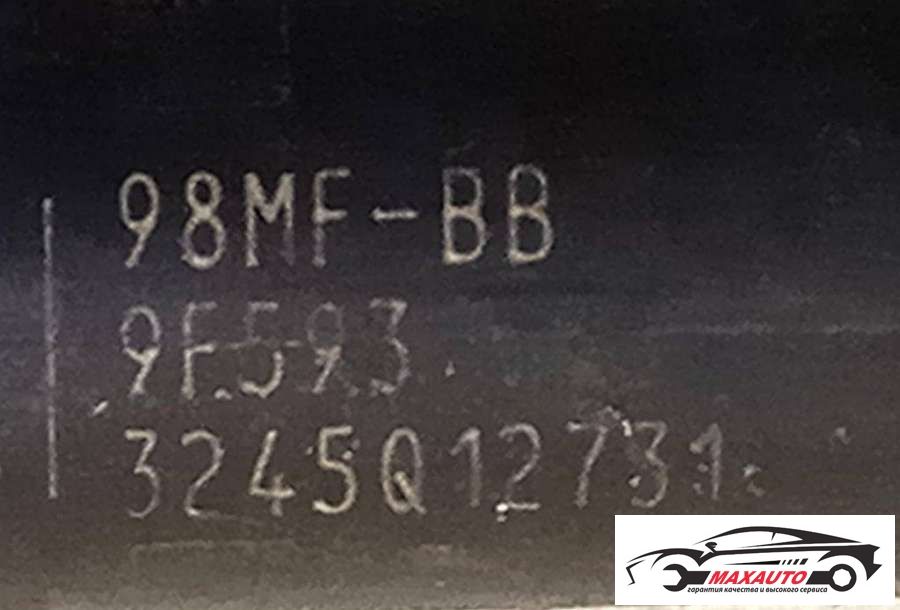 98MF-BB
9F593
3245Q12731
MAXAUTO
гарантия качества и высокого сервиса